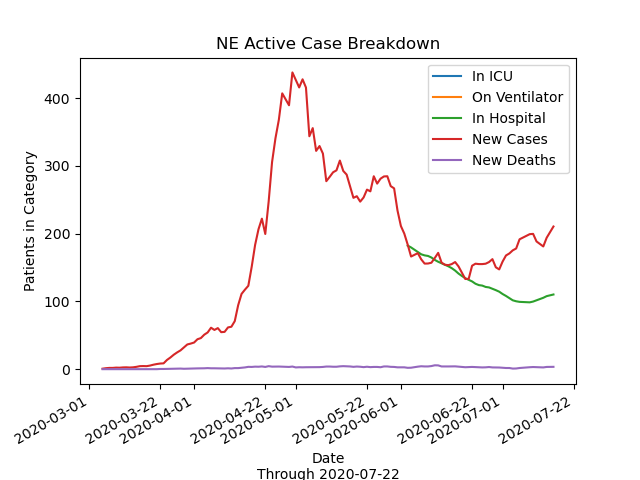 NE Active Case Breakdown
In ICU
On Ventilator
In Hospital
New Cases
New Deaths
Patients in Category
400
300
200
100
0
2020-03-01
2020-03-22
2020-04-01
2020-04-22
2020-05-01
2020-05-22
2020-06-01
2020-06-22
2020-07-01
2020-07-22
Date
Through 2020-07-22